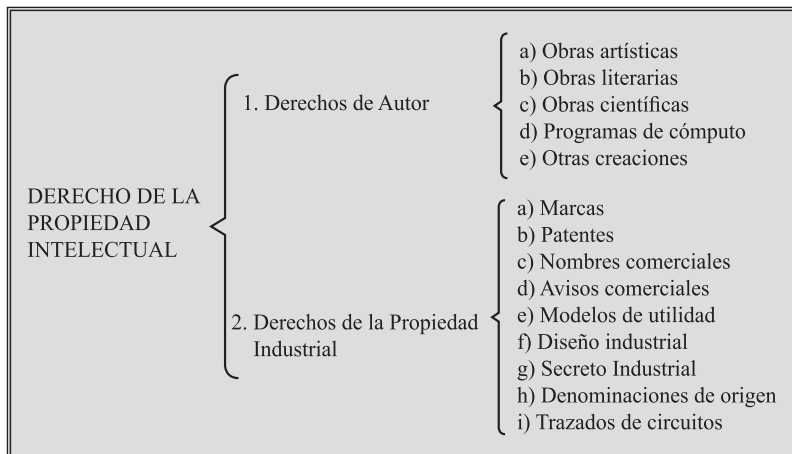 DERECHO DE LA
PROPIEDAD
INTELECTUAL
1. Derechos de Autor
a) Obras artísticas
b) Obras literarias
c) Obras científicas
d) Programas de cómputo
e) Otras creaciones
2. Derechos de la Propiedad
Industrial
a) Marcas
b) Patentes
c) Nombres comerciales
d) Avisos comerciales
e) Modelos de utilidad
f) Diseño industrial
g) Secreto Industrial
h) Denominaciones de origen
i) Trazados de circuitos